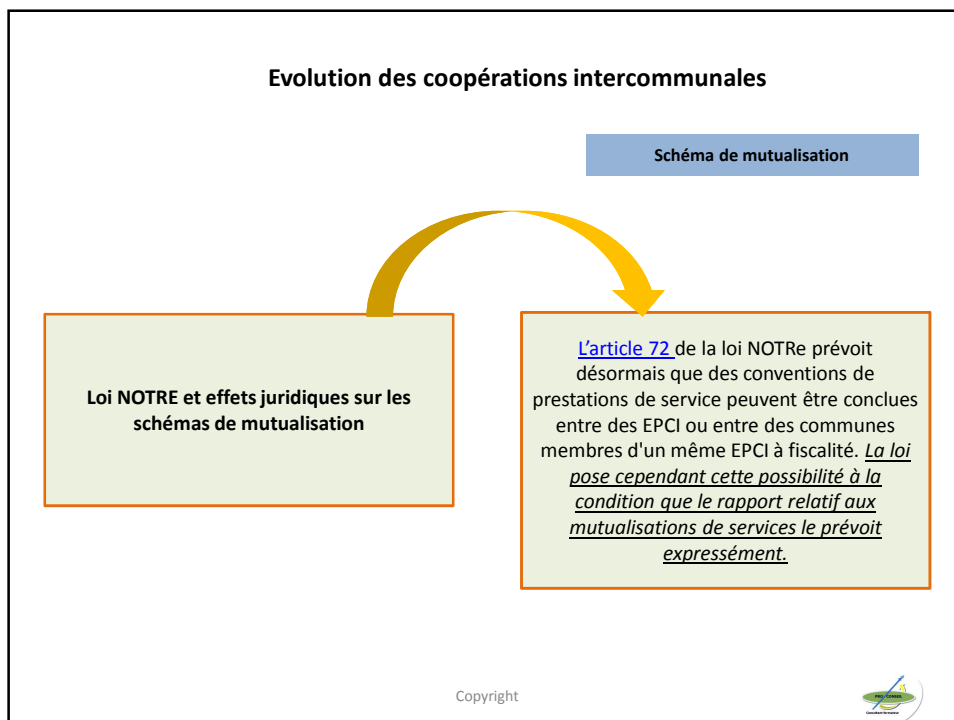 Evolution des coopérations intercommunales
Schéma de mutualisation
Loi NOTRE et effets juridiques sur les
schémas de mutualisation
L'article 72 de la loi NOTRe prévoit
désormais que des conventions de
prestations de service peuvent être conclues
entre des EPCI ou entre des communes
membres d'un même EPCI à fiscalité. La loi
pose cependant cette possibilité à la
condition que le rapport relatif aux
mutualisations de services le prévoit
expressément.
Copyright